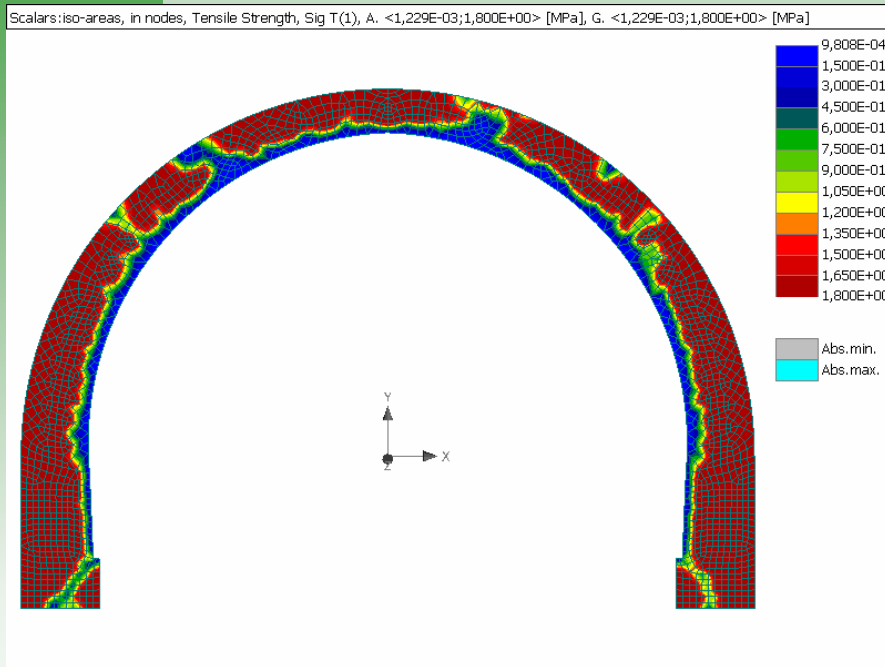 Scalars:iso-areas, in nodes, Tensile Strength, Sig T(1), A. <1,229E-03;1,800E+00> [MPa], G. <1,229E-03;1,800E+00> [MPa]
9,808E-04
1,500E-01
3,000E-01
4,500E-01
6,000E-01
7,500E-01
9,000E-01
1,050E+00
1,200E+00
1,350E+00
1,500E+00
1,650E+00
1,800E+00
Abs.min.
Abs.max.
Y
X
Z